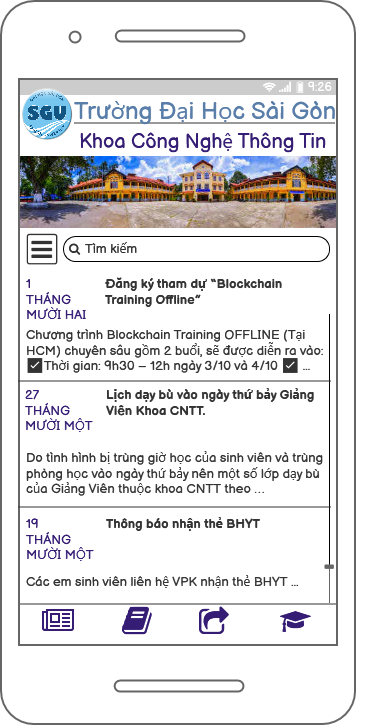 9:26
SGU
Trường Đại Học Sài Gòn
Khoa Công Nghệ Thông Tin
Tìm kiếm
1
THÁNG
MƯỜI HAI
Đăng ký tham dự “Blockchain
Training Offline”
Chương trình Blockchain Training OFFLINE (Tại
HCM) chuyên sâu gồm 2 buổi, sẽ được diễn ra vào:
Thời gian: 9h30 – 12h ngày 3/10 và 4/10 ...
27
THÁNG
MƯỜI MỘT
Lịch dạy bù vào ngày thứ bảy Giảng
Viên Khoa CNTT.
Do tình hình bị trùng giờ học của sinh viên và trùng
phòng học vào ngày thứ bảy nên một số lớp dạy bù
của Giảng Viên thuộc khoa CNTT theo ...
19
THÁNG
MƯỜI MỘT
Thông báo nhận thẻ BHYT
Các em sinh viên liên hệ VPK nhận thẻ BHYT ...